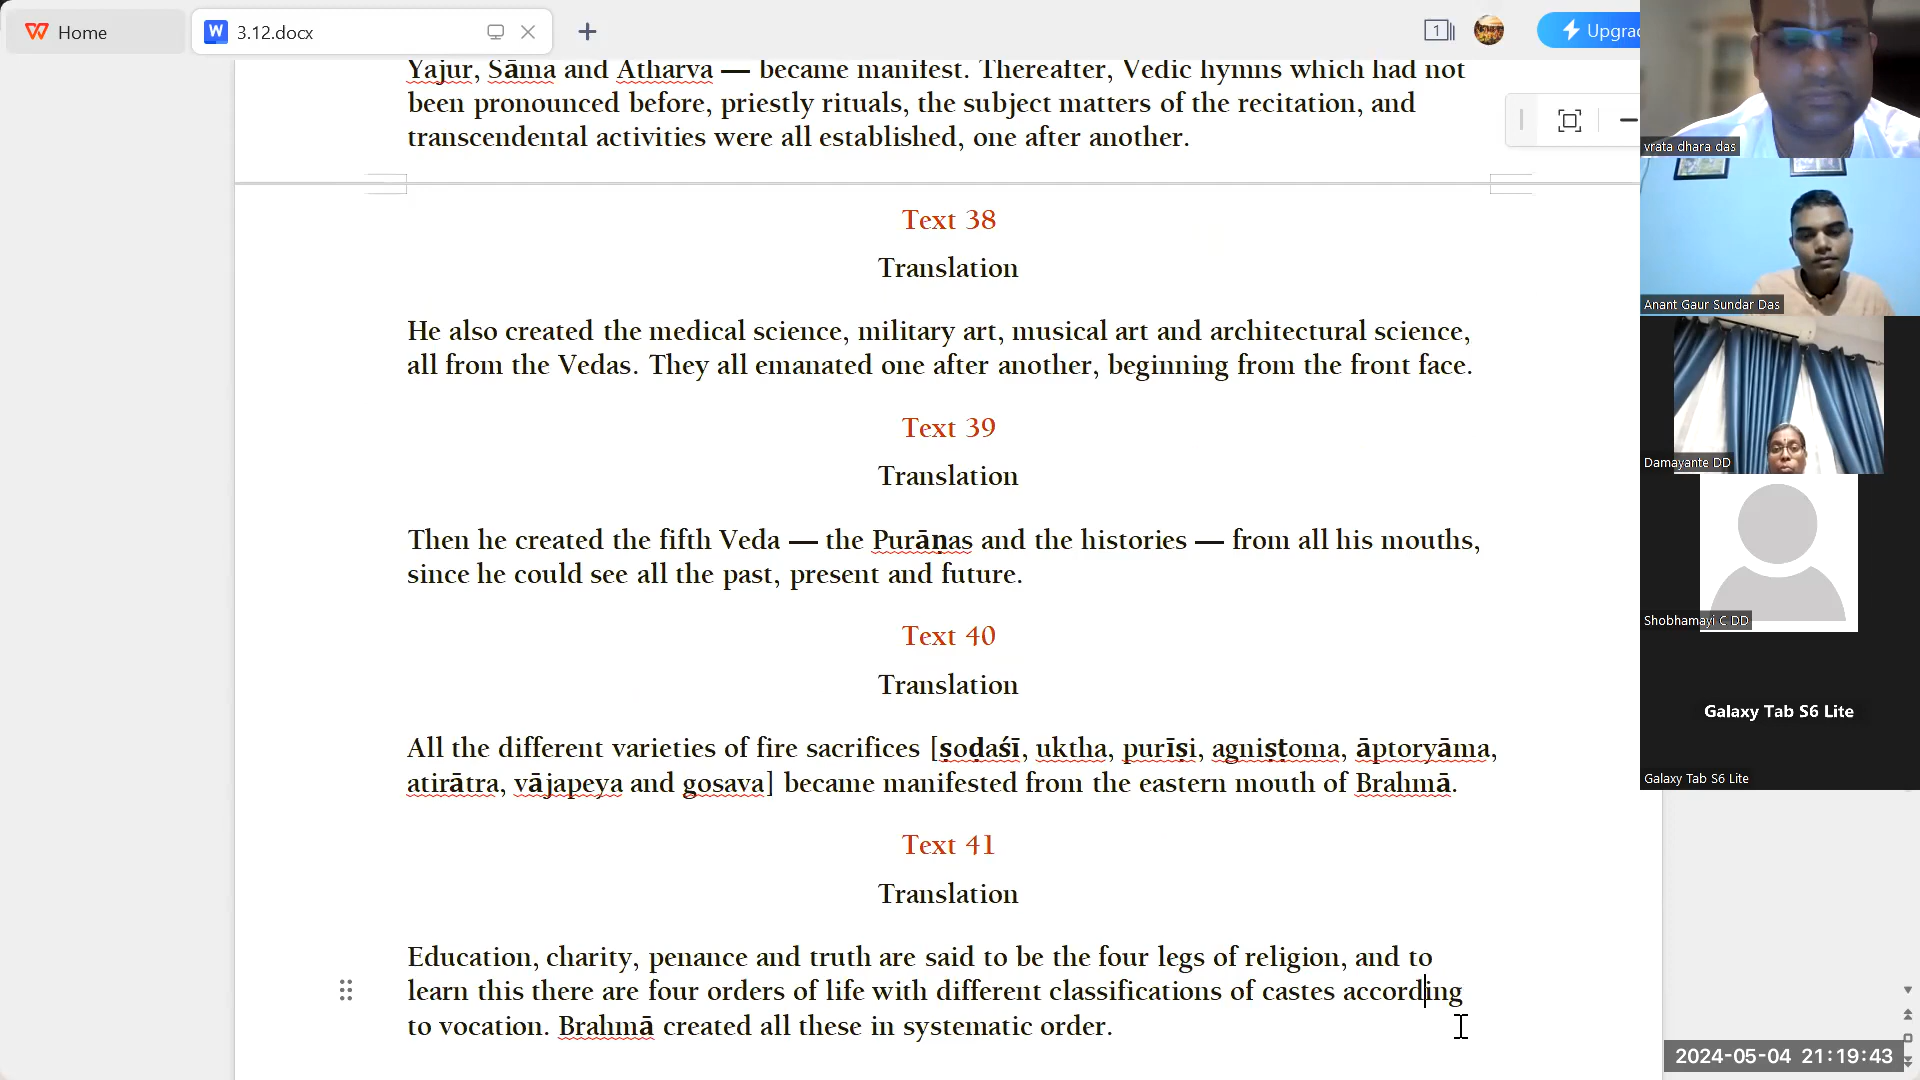 Home
3.12.docx
1
Upgrad
Yajur, Sāma and Atharva — became manifest. Thereafter, Vedic hymns which had not
been pronounced before, priestly rituals, the subject matters of the recitation, and
transcendental activities were all established, one after another.
Text 38
Translation
He also created the medical science, military art, musical art and architectural science,
all from the Vedas. They all emanated one after another, beginning from the front face.
Text 39
Translation
Then he created the fifth Veda — the Purāṇas and the histories — from all his mouths,
since he could see all the past, present and future.
Text 40
Translation
All the different varieties of fire sacrifices [ṣoḍaśī, uktha, purīṣi, agniṣṭoma, āptoryāma,
atirātra, vājapeya and gosava] became manifested from the eastern mouth of Brahmā.
Text 41
Translation
Education, charity, penance and truth are said to be the four legs of religion, and to
learn this there are four orders of life with different classifications of castes according
to vocation. Brahmā created all these in systematic order.
vrata dhara das
Anant Gaur Sundar Das
Damayante DD
Shobhamayi C DD
Galaxy Tab S6 Lite
Galaxy Tab S6 Lite
2024-05-04 21:19:43